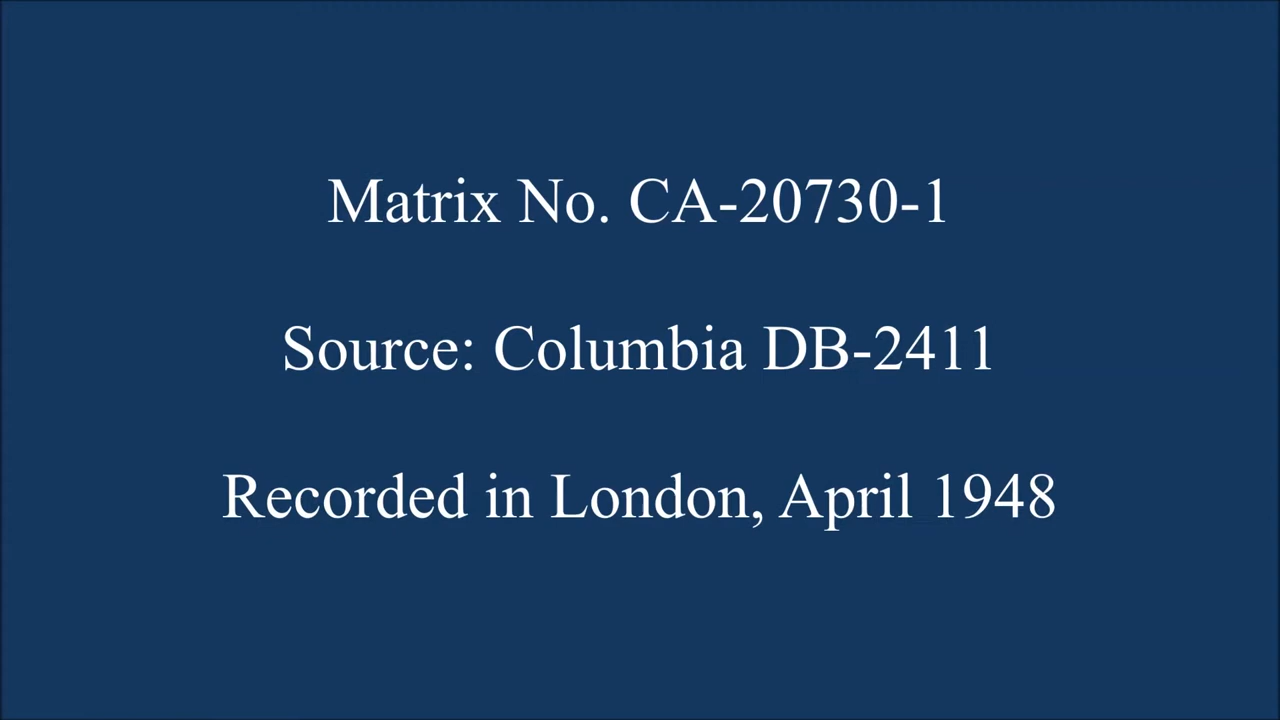 Matrix No. CA-20730-1
Source: Columbia DB-2411
Recorded in London, April 1948